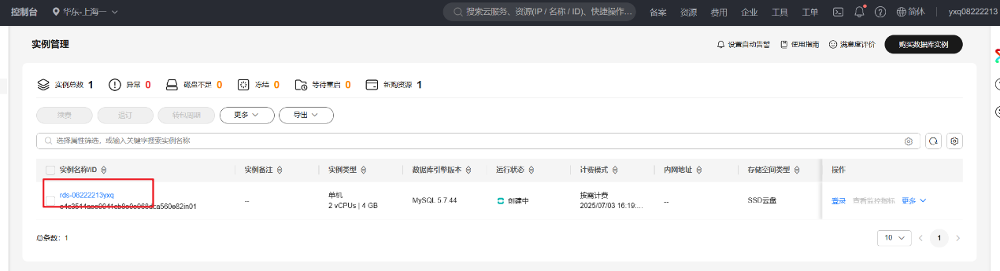 控制台 华东-上海一 搜索云服务、资源(IP / 名称 / ID)、快捷操作... 备案 资源 费用 企业 工具 工单 简体 yxq08222213
实例管理 设置自动告警 使用指南 满意度评价 购买数据库实例
实例总数 1 异常 0 磁盘不足 0 冻结 0 等待重启 0 新购资源 1
续费 退订 转包周期 更多 导出
选择属性筛选，或输入关键字搜索实例名称
实例名称/ID 实例备注 实例类型 数据库引擎版本 运行状态 计费模式 内网地址 存储空间类型 操作
rds-08222213yxq -- 单机 MySQL 5.7.44 创建中 按需计费 -- SSD云盘 登录 查看监控指标 更多
2 vCPUs | 4 GB 2025/07/03 16:19:...
总条数：1 10 1